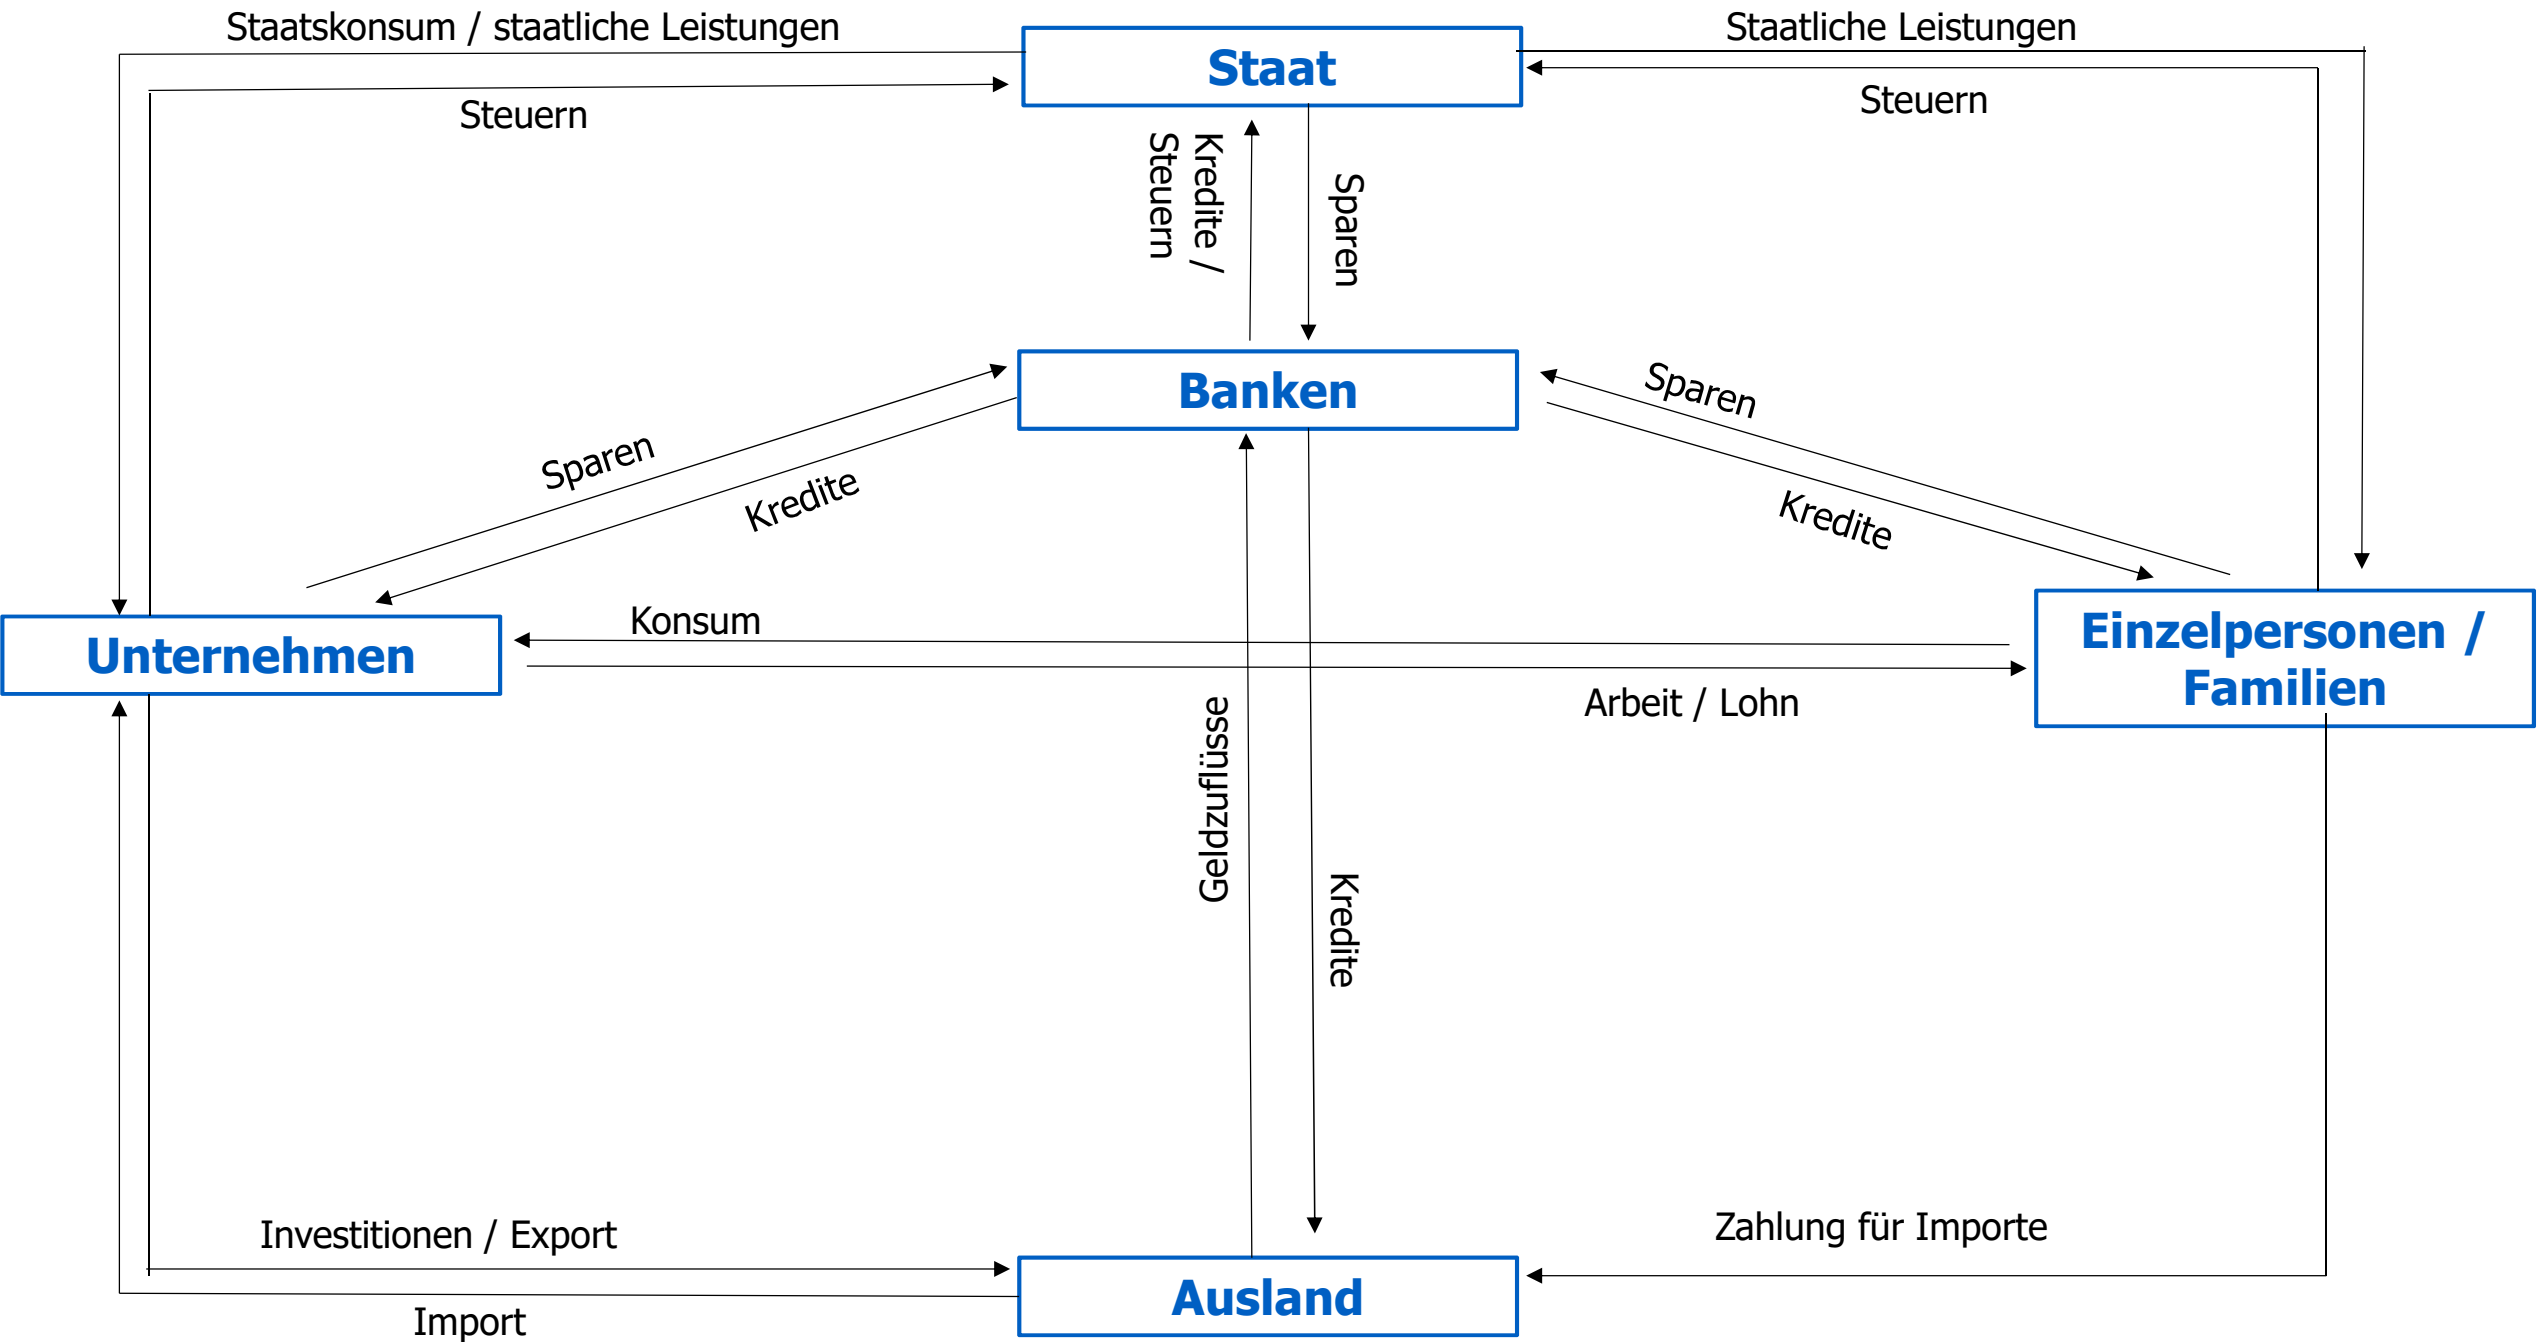 Staatskonsum / staatliche Leistungen
Staat
Staatliche Leistungen
Steuern
Steuern
Kredite /
Steuern
Sparen
Banken
Sparen
Kredite
Sparen
Kredite
Unternehmen
Konsum
Arbeit / Lohn
Einzelpersonen /
Familien
Geldzuflüsse
Kredite
Investitionen / Export
Zahlung für Importe
Ausland
Import